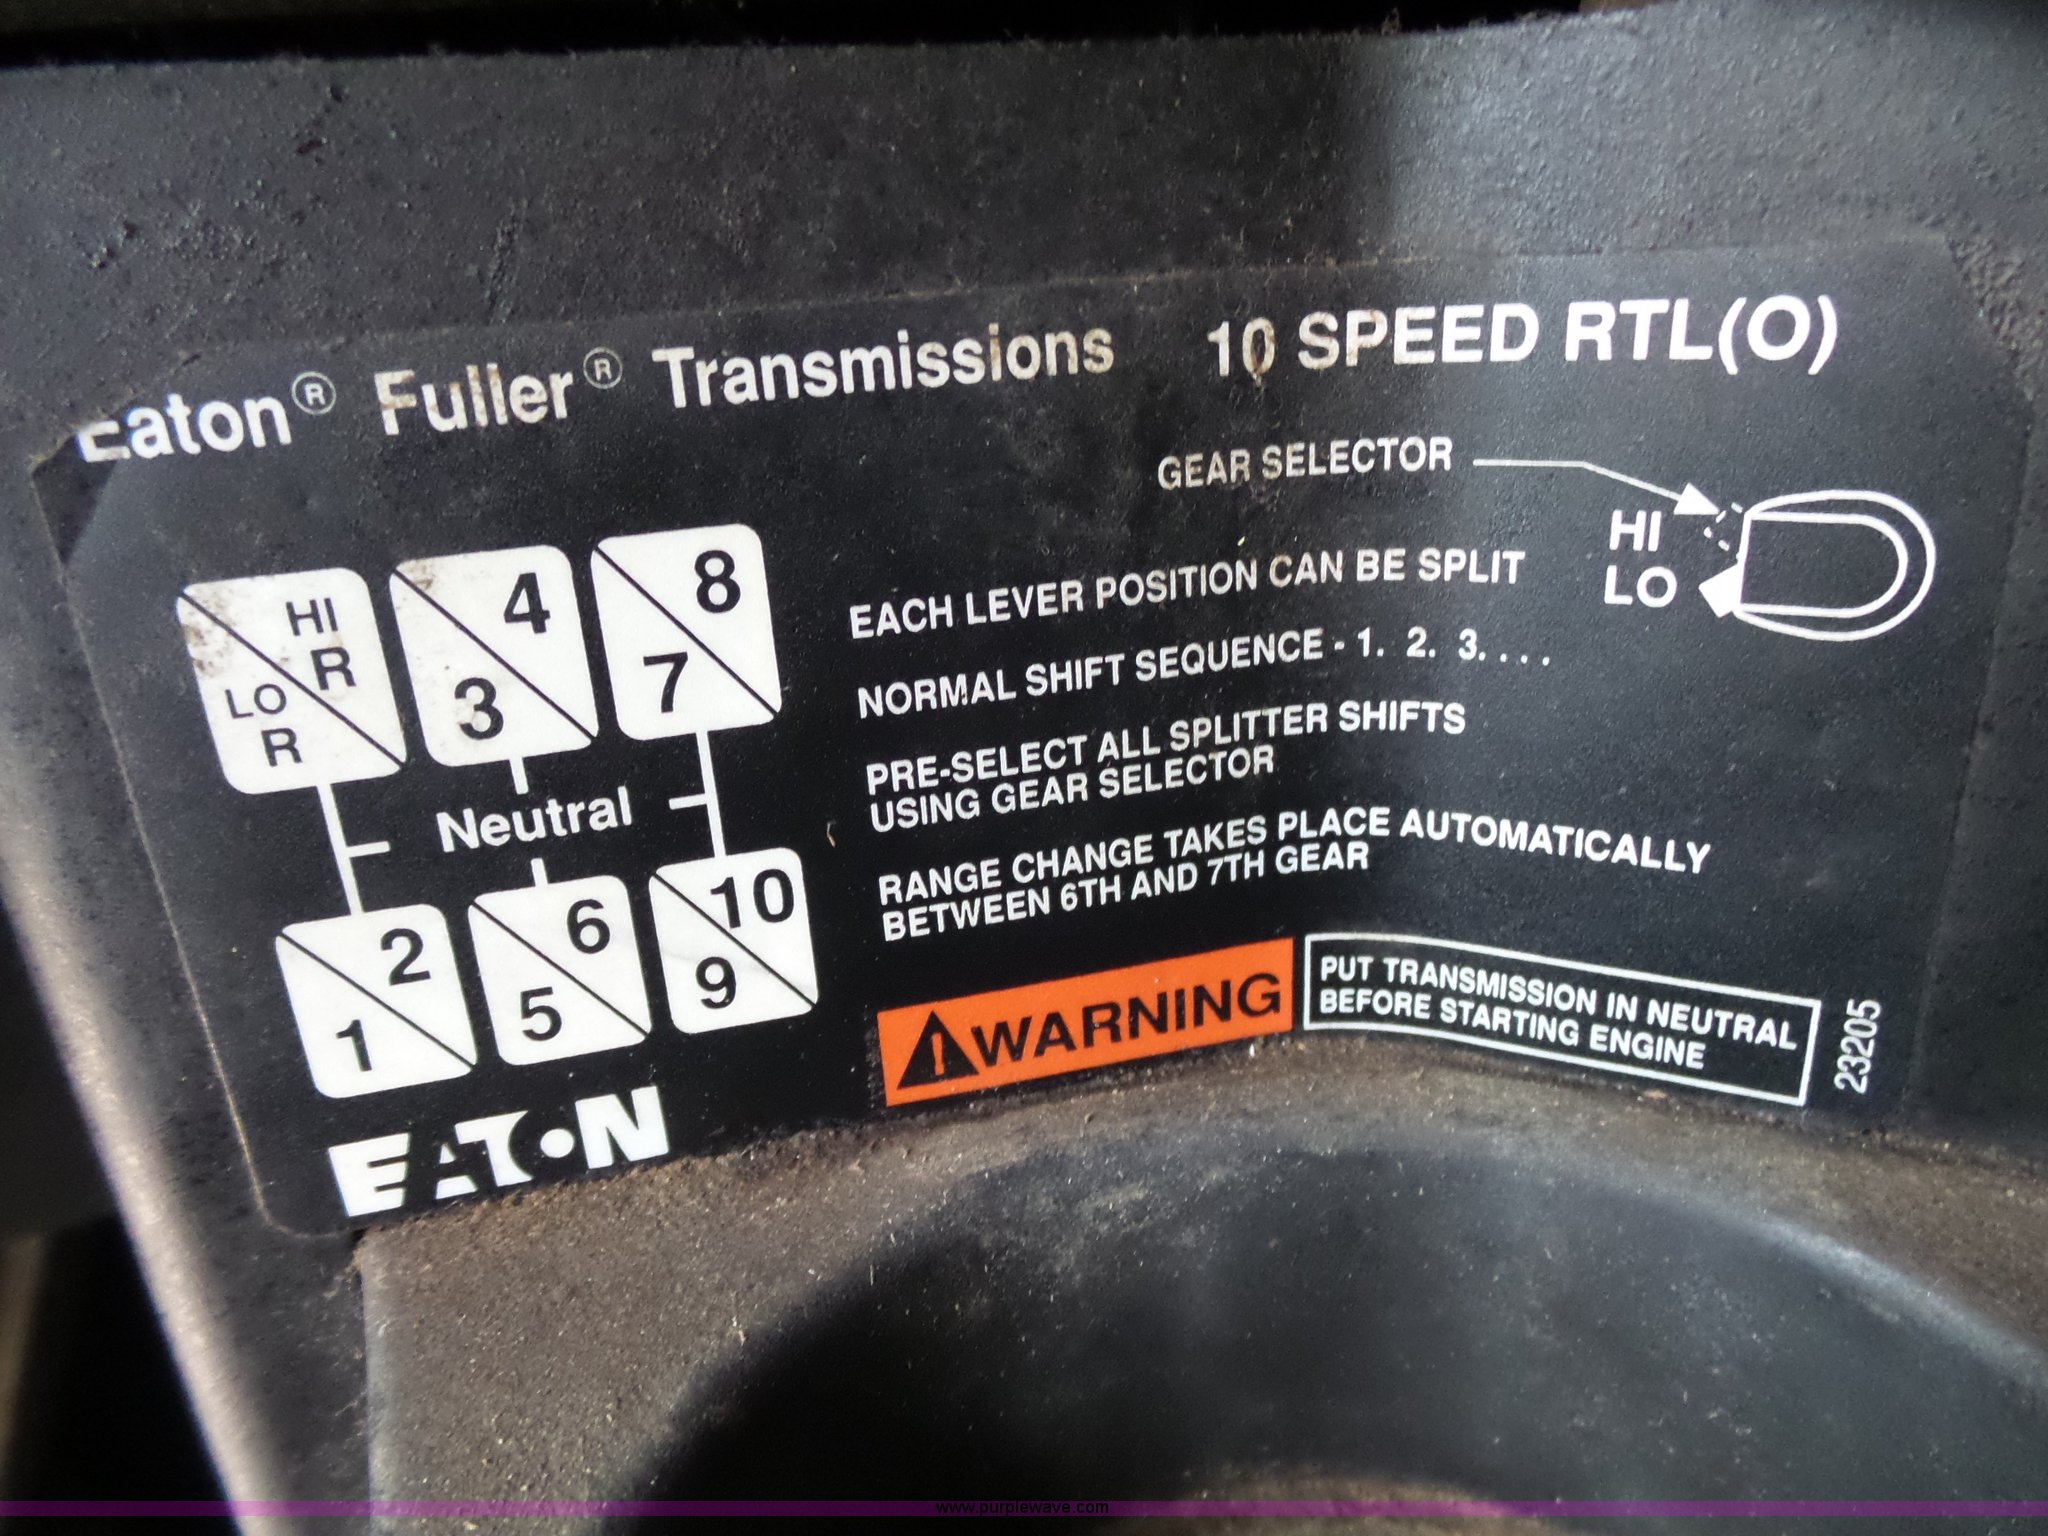 Eaton® Fuller® Transmissions 10 SPEED RTL(O)
GEAR SELECTOR
HI
LO
HI
R
LO
R
4
3
8
7
Neutral
2
1
6
5
10
9
EATON
EACH LEVER POSITION CAN BE SPLIT
NORMAL SHIFT SEQUENCE - 1. 2. 3. . . .
PRE-SELECT ALL SPLITTER SHIFTS
USING GEAR SELECTOR
RANGE CHANGE TAKES PLACE AUTOMATICALLY
BETWEEN 6TH AND 7TH GEAR
WARNING
PUT TRANSMISSION IN NEUTRAL
BEFORE STARTING ENGINE
23205
www.purplewave.com